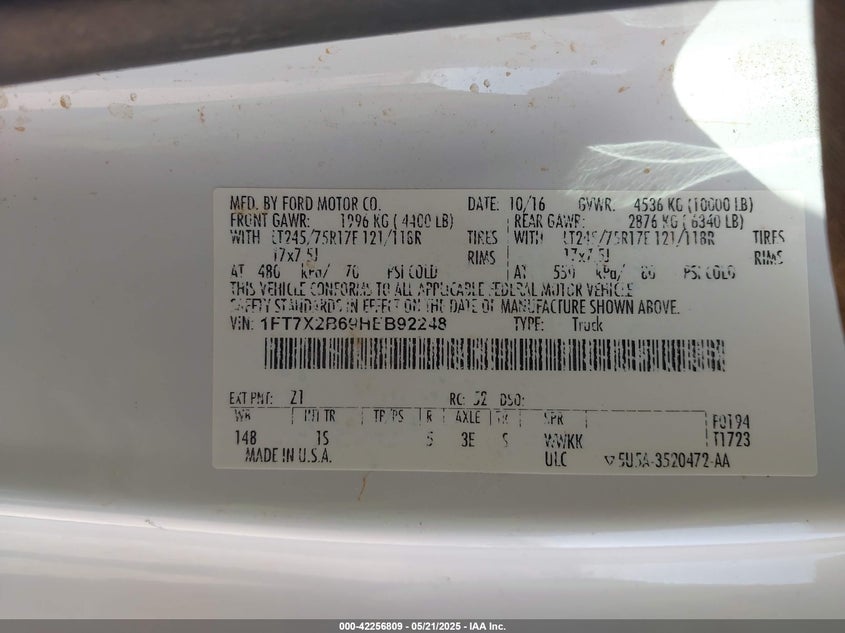 MFD. BY FORD MOTOR CO. DATE: 10/16 GVWR: 4536 KG (10000 LB)
FRONT GAWR: 1996 KG (4400 LB) REAR GAWR: 2876 KG (6340 LB)
WITH LT245/75R17E 121/118R TIRES LT245/75R17E 121/118R TIRES
17x7.5J RIMS 17x7.5J RIMS
AT 480 kPa/ 70 PSI COLD AT 550 kPa/ 80 PSI COLD
THIS VEHICLE CONFORMS TO ALL APPLICABLE FEDERAL MOTOR VEHICLE
SAFETY STANDARDS IN EFFECT ON THE DATE OF MANUFACTURE SHOWN ABOVE.
VIN: 1FT7X2B69HEB92248 TYPE: Truck
EXT PNT: Z1 RC: 52 DSO:
WB INT TR TP/PS R AXLE TR SPR F0194
148 1S 5 3E S WWKK T1723
MADE IN U.S.A. ULC 5U5A-3520472-AA
000-42256809 — 05/21/2025 — IAA Inc.